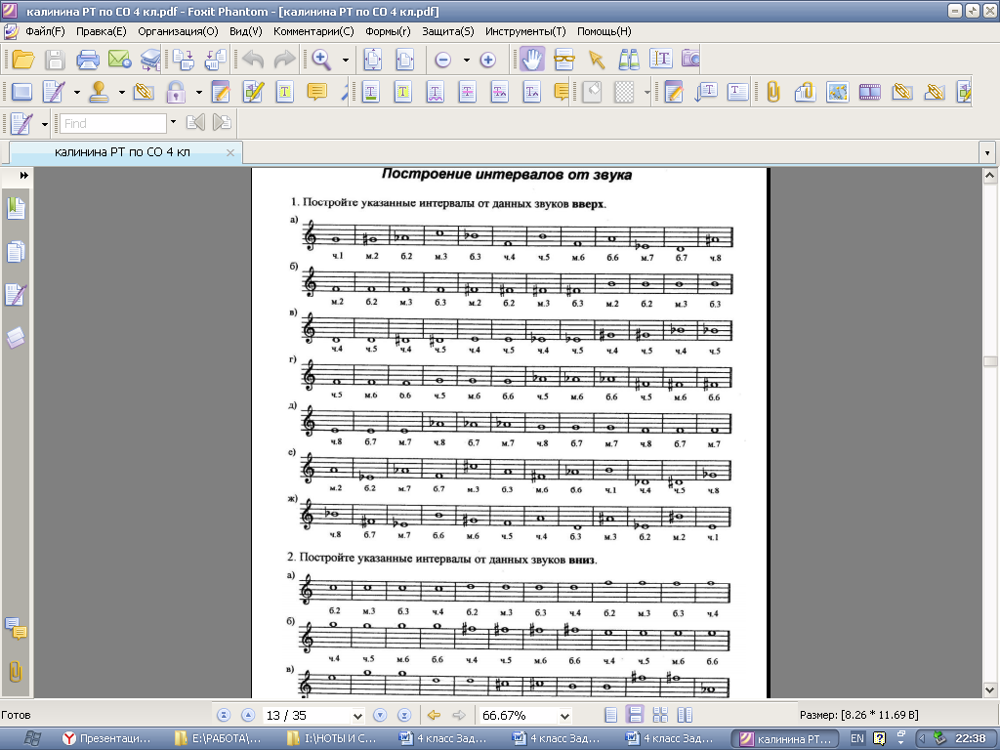 калинина РТ по СО 4 кл.pdf - Foxit Phantom - [калинина РТ по СО 4 кл.pdf]
Файл(F) Правка(E) Организация(O) Вид(V) Комментарии(C) Формы(r) Защита(S) Инструменты(T) Помощь(H)
Find
калинина РТ по СО 4 кл
Построение интервалов от звука
1. Постройте указанные интервалы от данных звуков вверх.
а)
ч.1 м.2 б.2 м.3 б.3 ч.4 ч.5 м.6 б.6 м.7 б.7 ч.8
б)
м.2 б.2 м.3 б.3 м.2 б.2 м.3 б.3 м.2 б.2 м.3 б.3
в)
ч.4 ч.5 ч.4 ч.5 ч.4 ч.5 ч.4 ч.5 ч.4 ч.5 ч.4 ч.5
г)
ч.5 м.6 б.6 ч.5 м.6 б.6 ч.5 м.6 б.6 ч.5 м.6 б.6
д)
ч.8 б.7 м.7 ч.8 б.7 м.7 ч.8 б.7 м.7 ч.8 б.7 м.7
е)
м.2 б.2 м.7 б.7 м.3 б.3 м.6 б.6 ч.1 ч.4 ч.5 ч.8
ж)
ч.8 б.7 м.7 б.6 м.6 ч.5 ч.4 б.3 м.3 б.2 м.2 ч.1
2. Постройте указанные интервалы от данных звуков вниз.
а)
б.2 м.3 б.3 ч.4 б.2 м.3 б.3 ч.4 б.2 м.3 б.3 ч.4
б)
ч.4 ч.5 м.6 б.6 ч.4 ч.5 м.6 б.6 ч.4 ч.5 м.6 б.6
в)
Готов 13 / 35 66.67% Размер: [8.26 * 11.69 В]
Презентаци... E:\РАБОТА\... I:\НОТЫ И С... 4 класс Зад... 4 класс Зад... 4 класс Зад... калинина РТ... EN 22:38